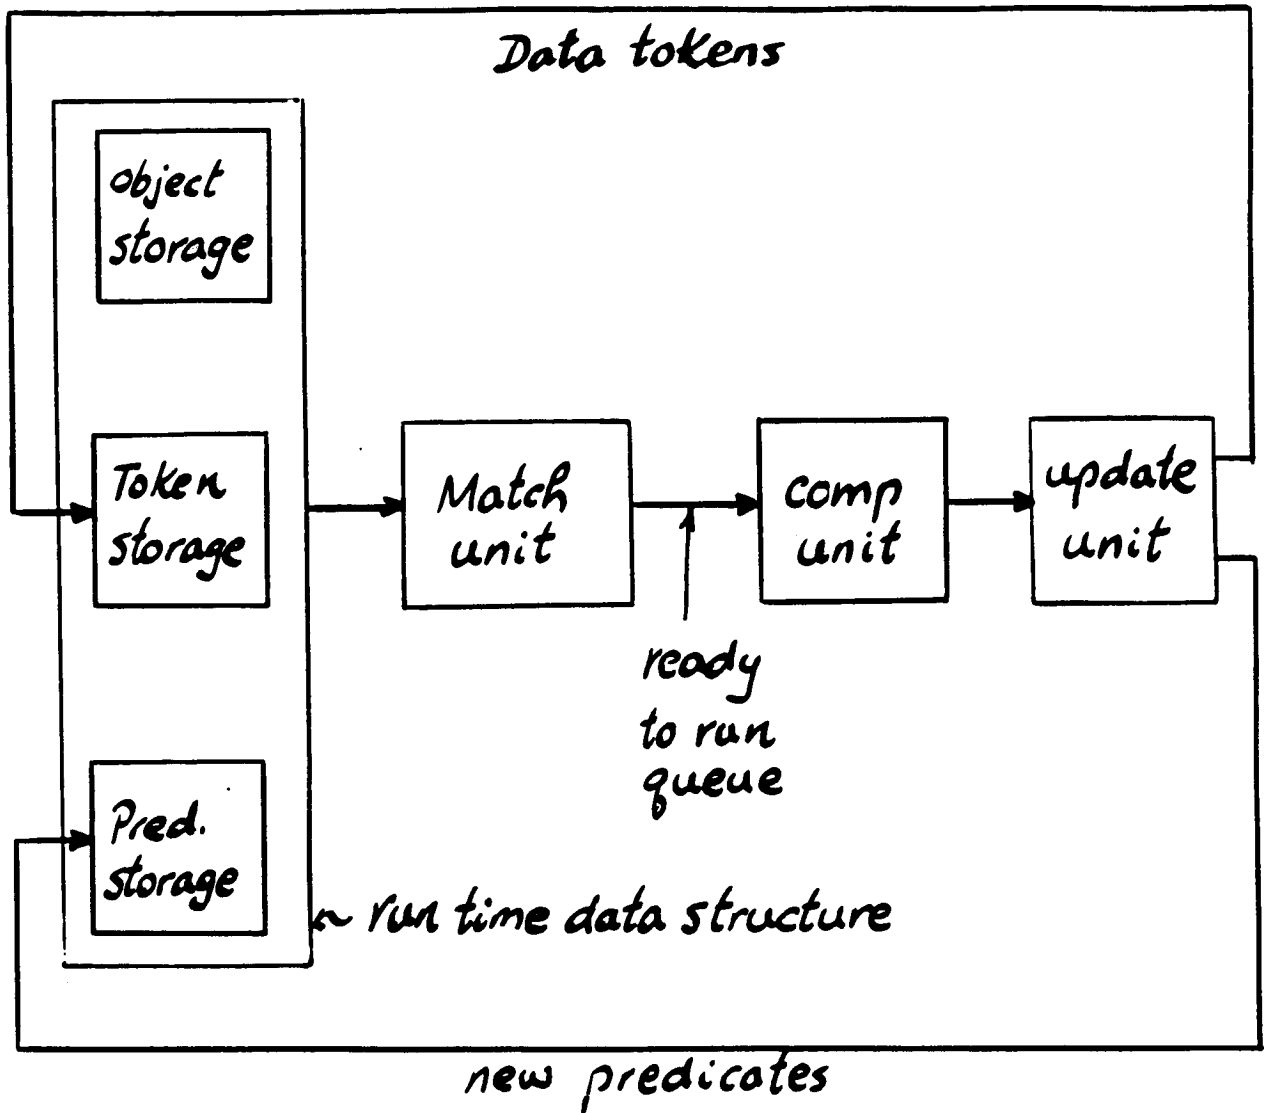 Data tokens
object
storage
Token
storage
Match
unit
comp
unit
update
unit
ready
to run
queue
Pred.
storage
~ run time data structure
new predicates